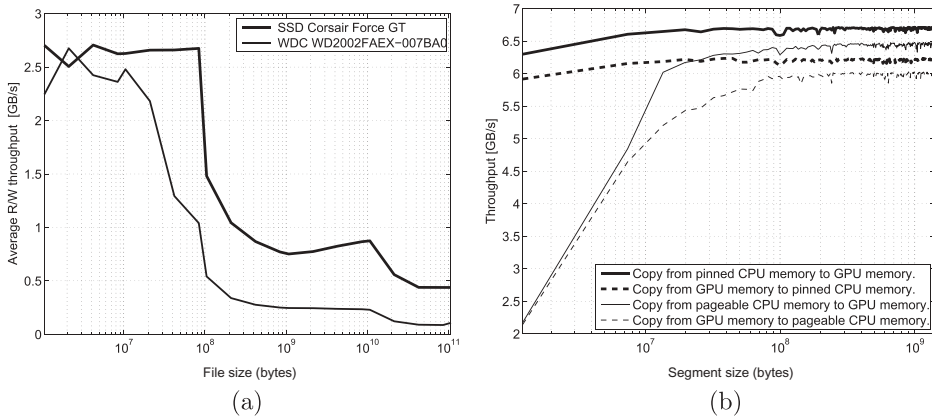 3
2.5
2
1.5
1
0.5
0
Average R/W throughput [GB/s]
SSD Corsair Force GT
WDC WD2002FAEX−007BA0
10^7
10^8
10^9
10^10
10^11
File size (bytes)
(a)
7
6.5
6
5.5
5
4.5
4
3.5
3
2.5
2
Throughput [GB/s]
Copy from pinned CPU memory to GPU memory.
Copy from GPU memory to pinned CPU memory.
Copy from pageable CPU memory to GPU memory.
Copy from GPU memory to pageable CPU memory.
10^7
10^8
10^9
Segment size (bytes)
(b)